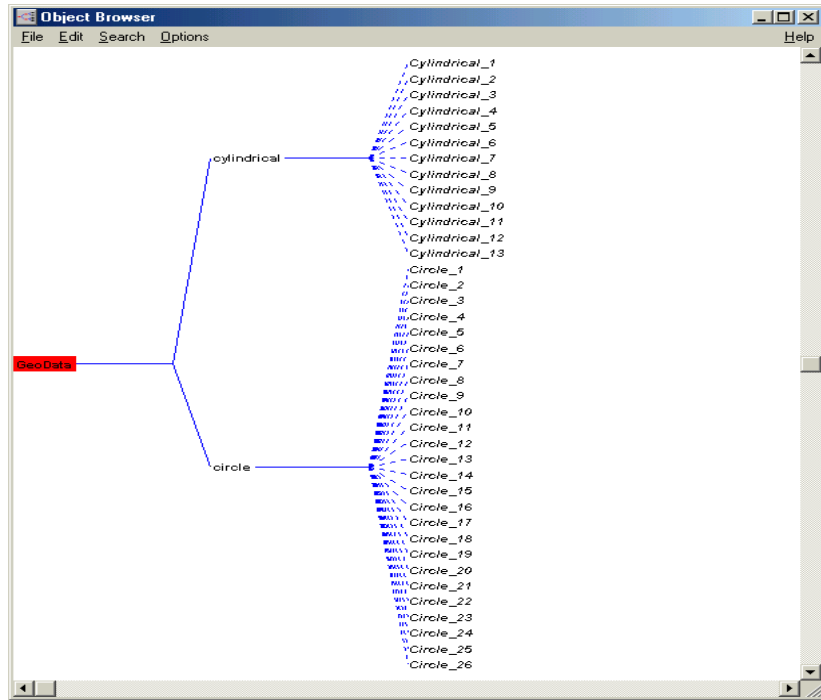 Object Browser
File Edit Search Options Help
Cylindrical_1
Cylindrical_2
Cylindrical_3
Cylindrical_4
Cylindrical_5
Cylindrical_6
cylindrical
Cylindrical_7
Cylindrical_8
Cylindrical_9
Cylindrical_10
Cylindrical_11
Cylindrical_12
Cylindrical_13
Circle_1
Circle_2
Circle_3
Circle_4
Circle_5
Circle_6
GeoData
Circle_7
Circle_8
Circle_9
Circle_10
Circle_11
Circle_12
Circle_13
circle
Circle_14
Circle_15
Circle_16
Circle_17
Circle_18
Circle_19
Circle_20
Circle_21
Circle_22
Circle_23
Circle_24
Circle_25
Circle_26